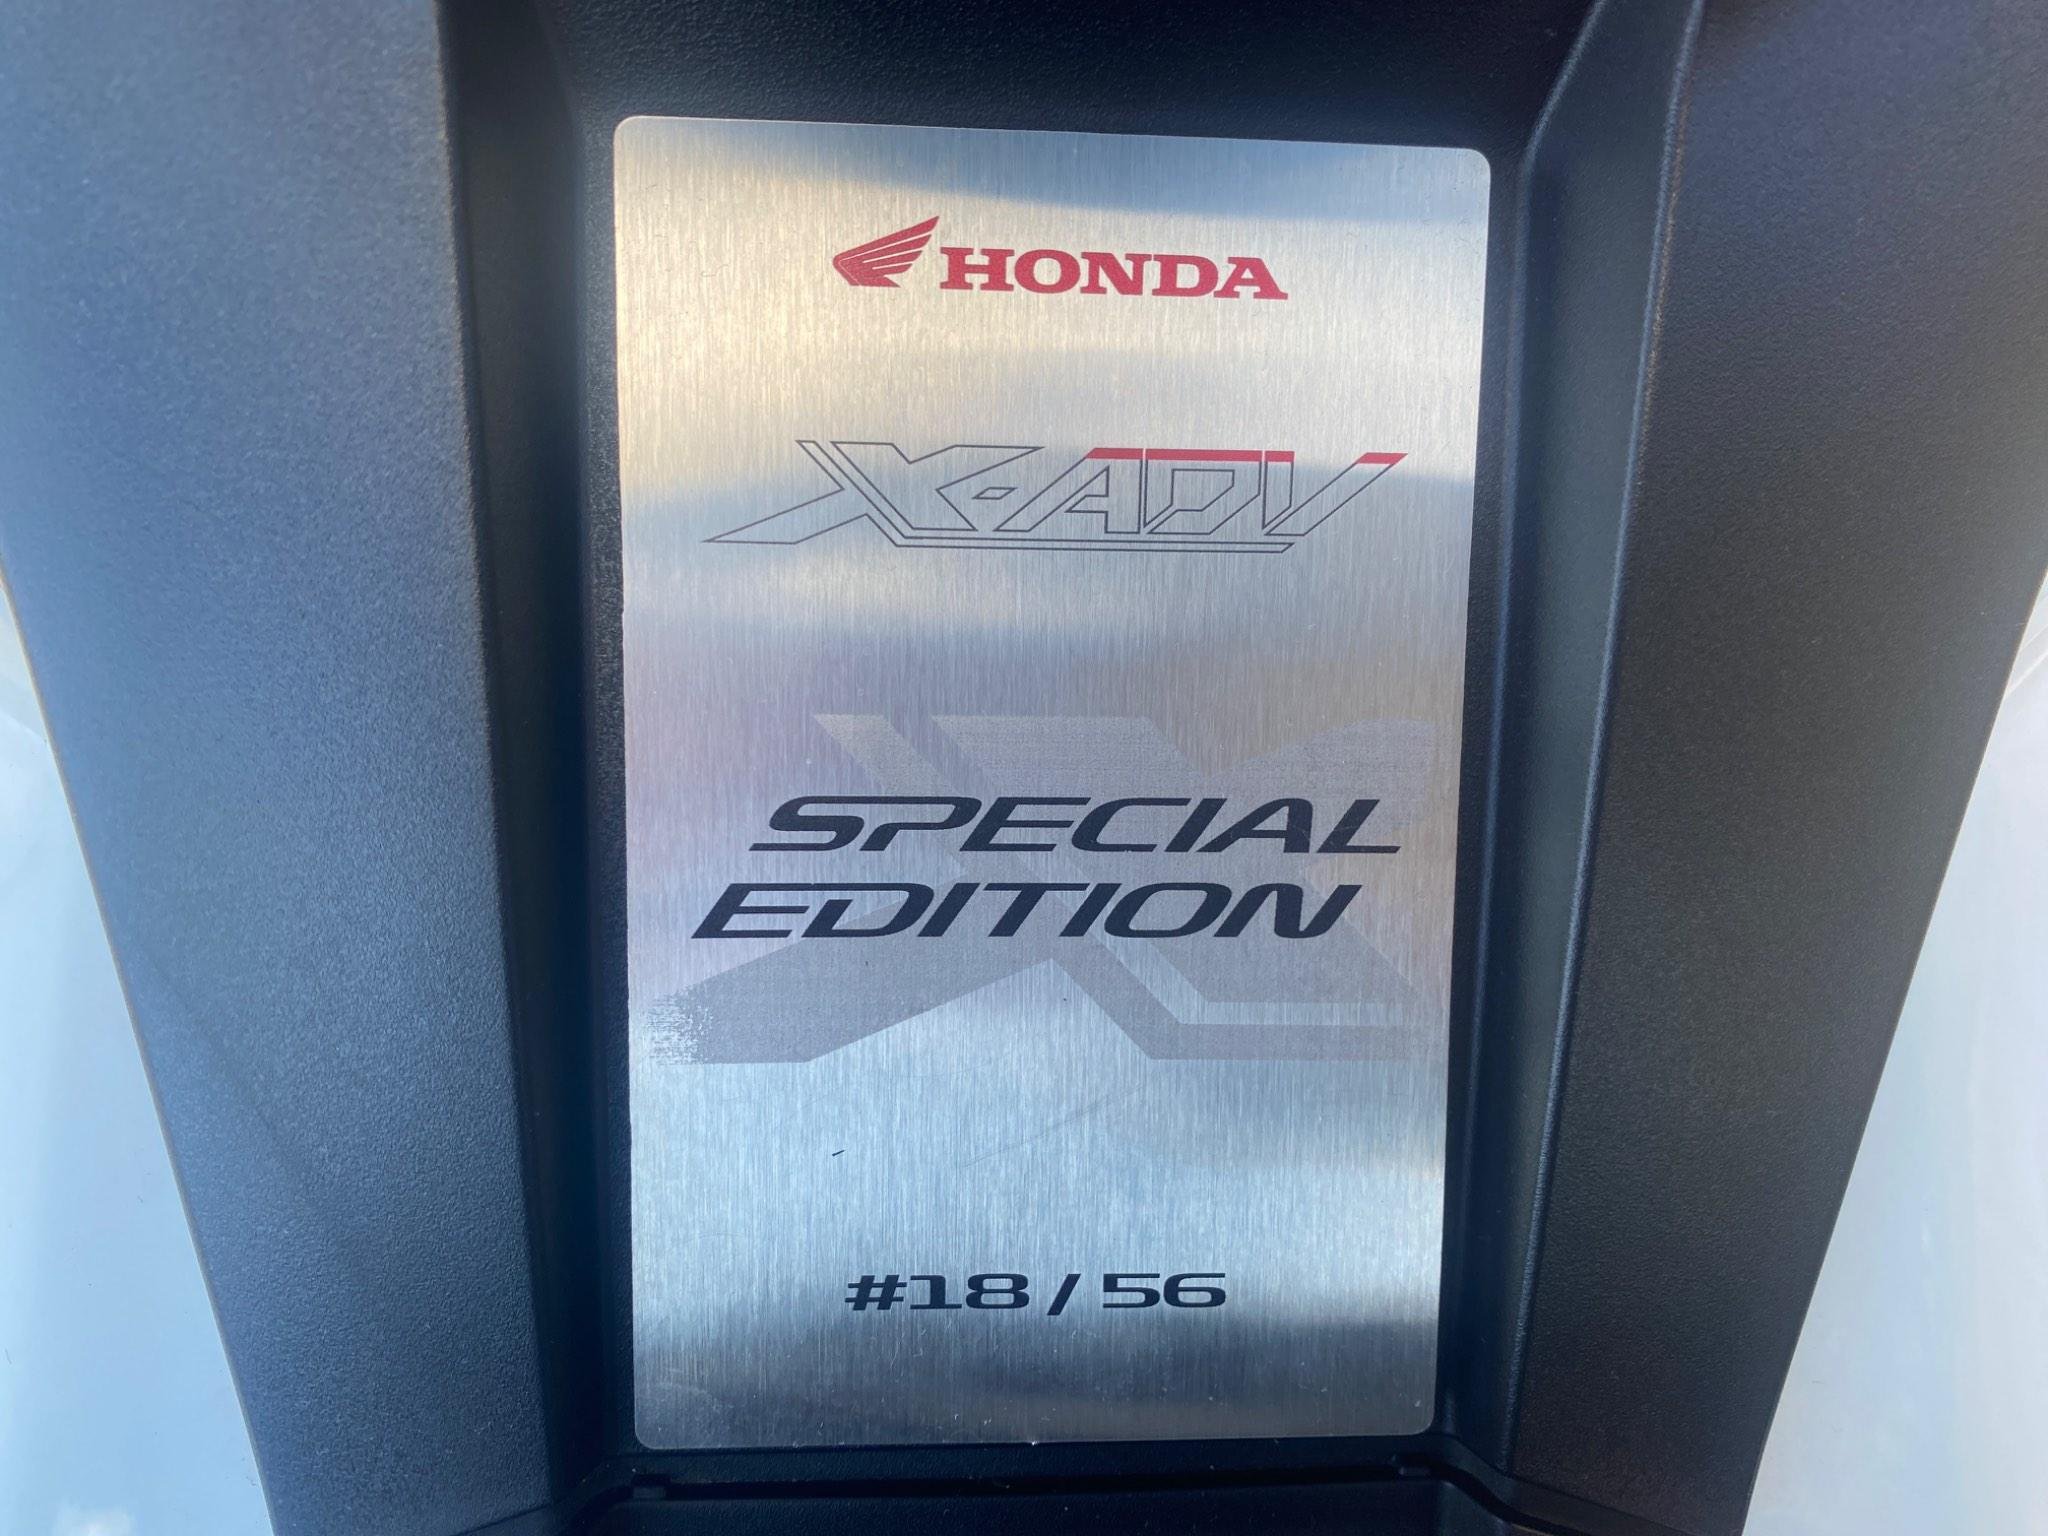 HONDA
X-ADV
SPECIAL
EDITION
#18 / 56